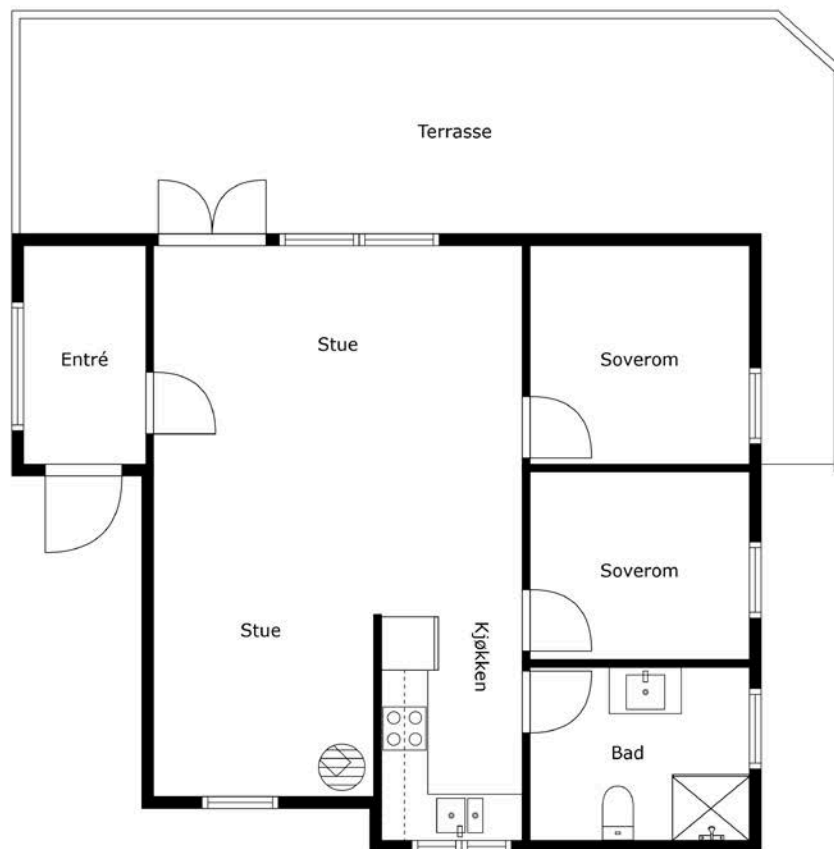 Terrasse
Stue
Entré
Soverom
Soverom
Stue
Kjøkken
Bad